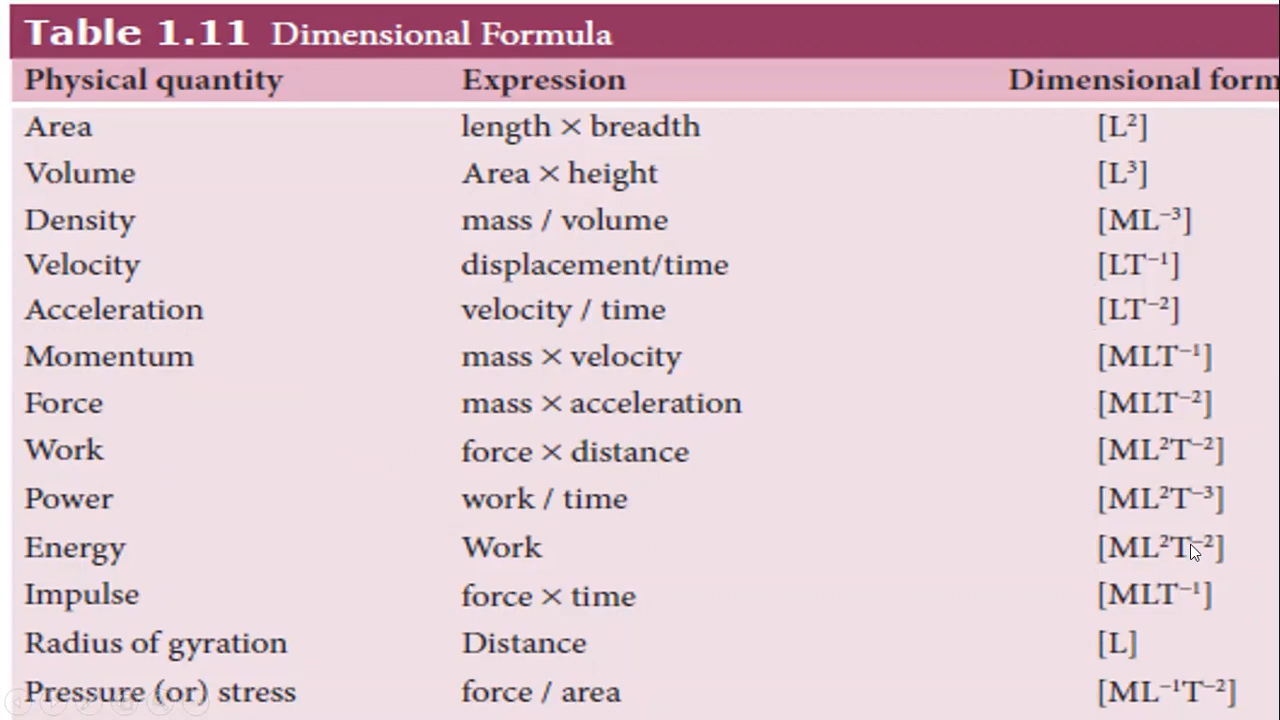 Table 1.11 Dimensional Formula
Physical quantity Expression Dimensional form
Area length × breadth [L²]
Volume Area × height [L³]
Density mass / volume [ML⁻³]
Velocity displacement/time [LT⁻¹]
Acceleration velocity / time [LT⁻²]
Momentum mass × velocity [MLT⁻¹]
Force mass × acceleration [MLT⁻²]
Work force × distance [ML²T⁻²]
Power work / time [ML²T⁻³]
Energy Work [ML²T⁻²]
Impulse force × time [MLT⁻¹]
Radius of gyration Distance [L]
Pressure (or) stress force / area [ML⁻¹T⁻²]